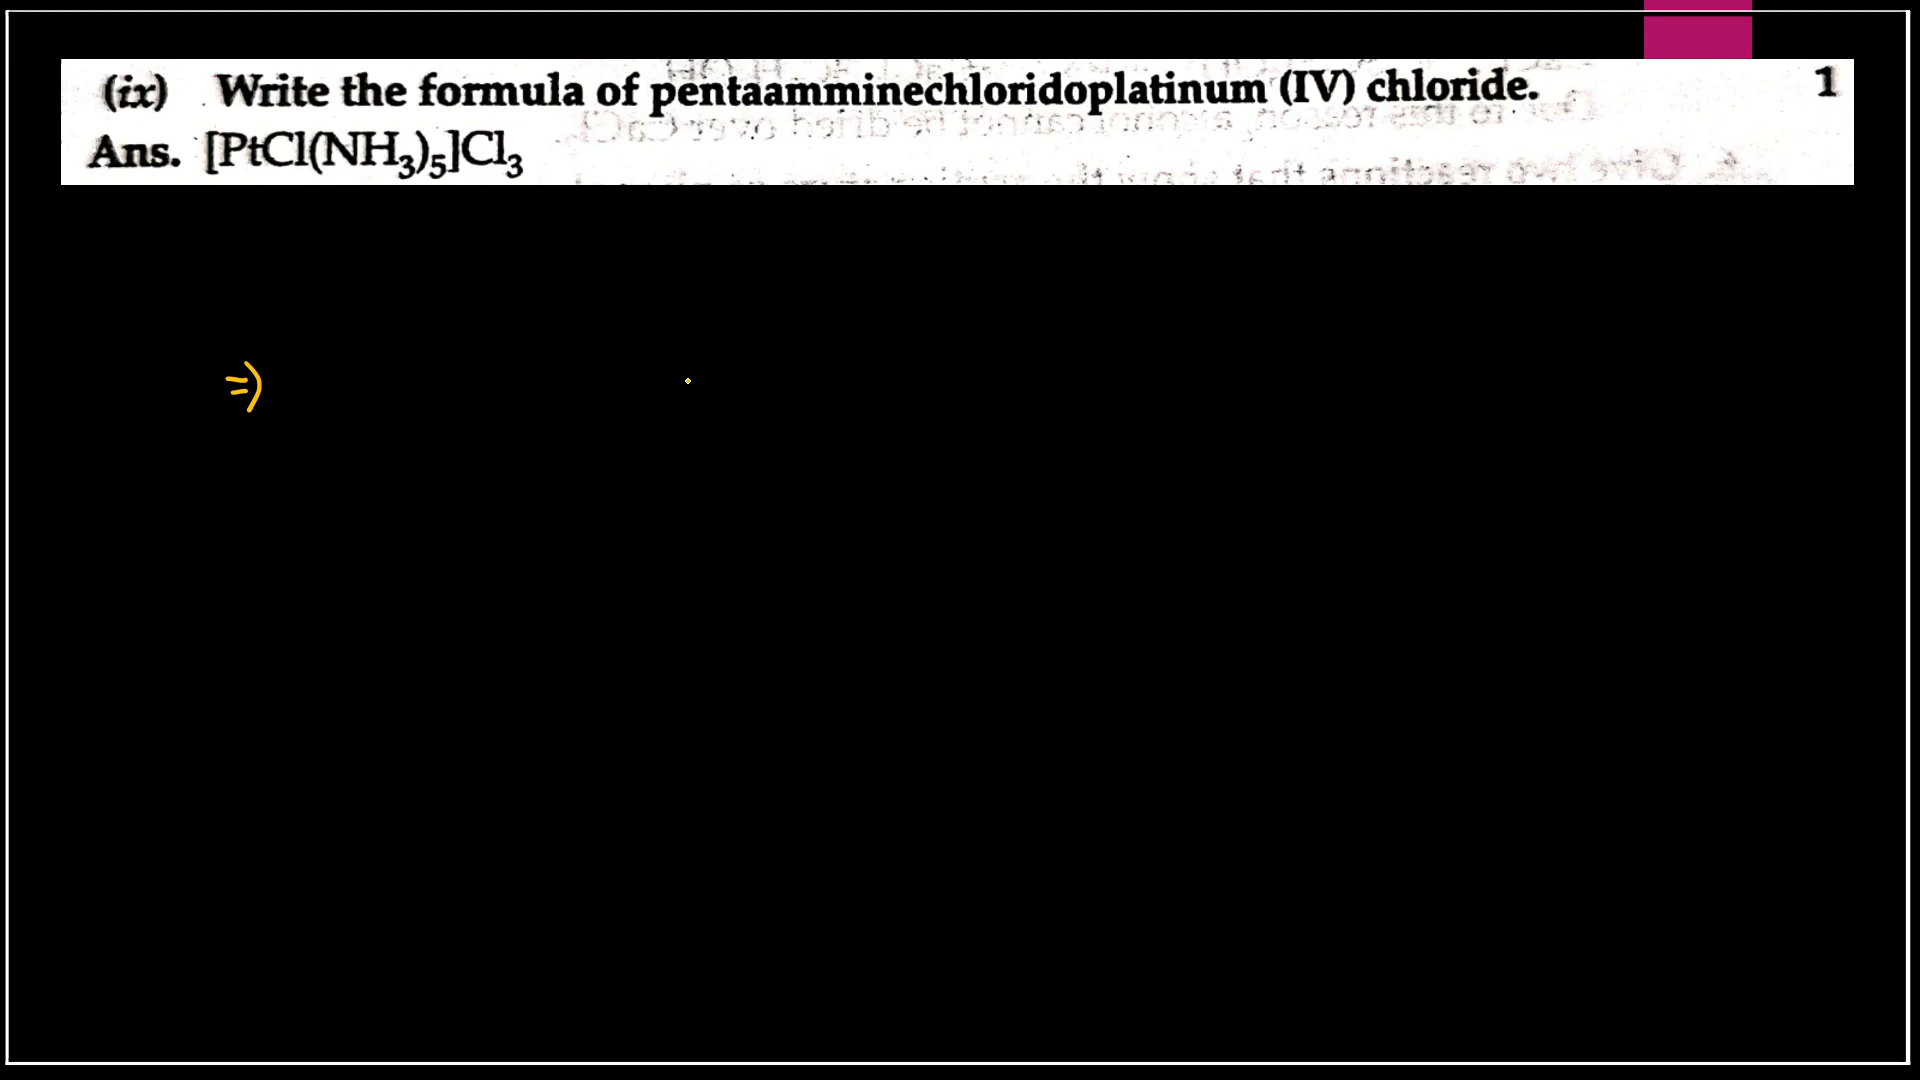 (ix) Write the formula of pentaamminechloridoplatinum (IV) chloride. 1
Ans. [PtCl(NH₃)₅]Cl₃
⇒